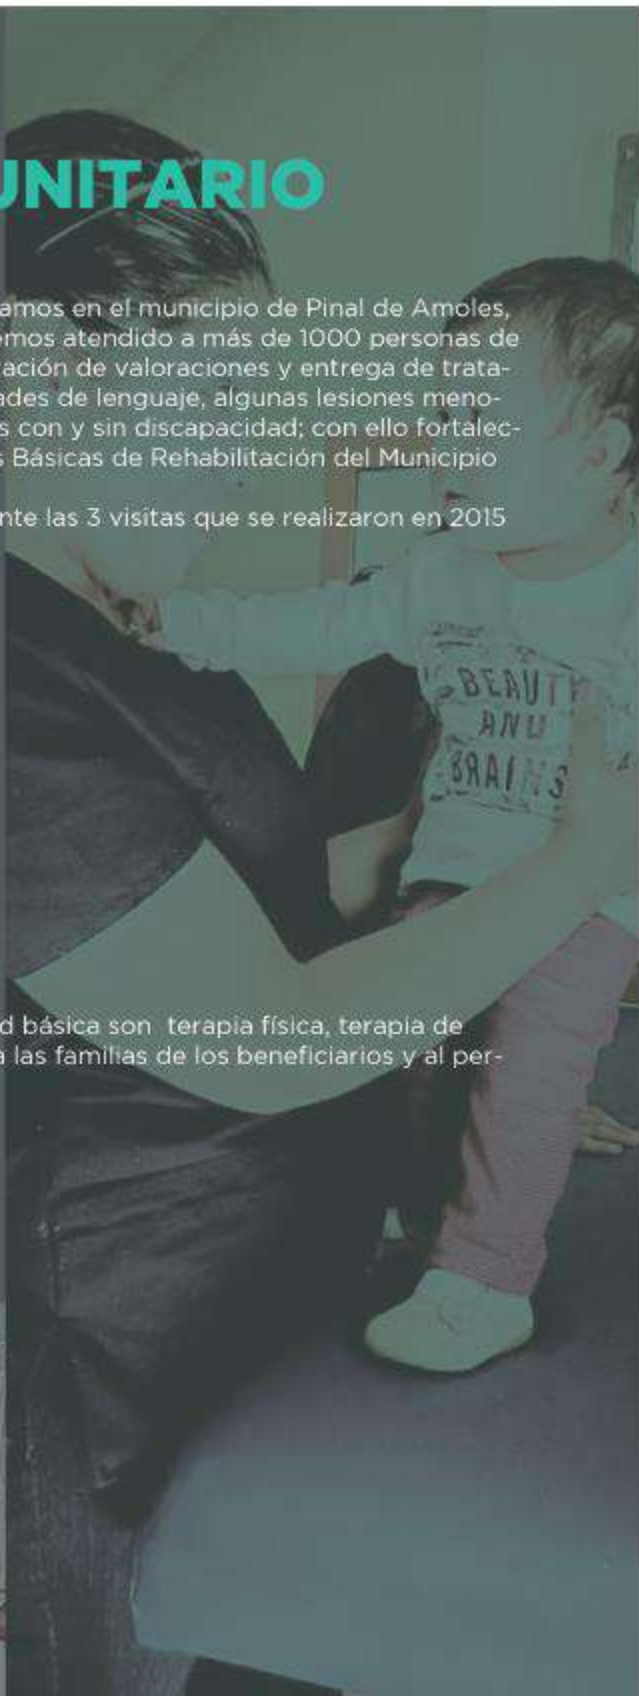 UNITARIO
amos en el municipio de Pinal de Amoles,
emos atendido a más de 1000 personas de
ación de valoraciones y entrega de trata-
ades de lenguaje, algunas lesiones meno-
s con y sin discapacidad; con ello fortalec-
s Básicas de Rehabilitación del Municipio
nte las 3 visitas que se realizaron en 2015
BEAUTY
AND
BRAINS
d básica son terapia física, terapia de
a las familias de los beneficiarios y al per-